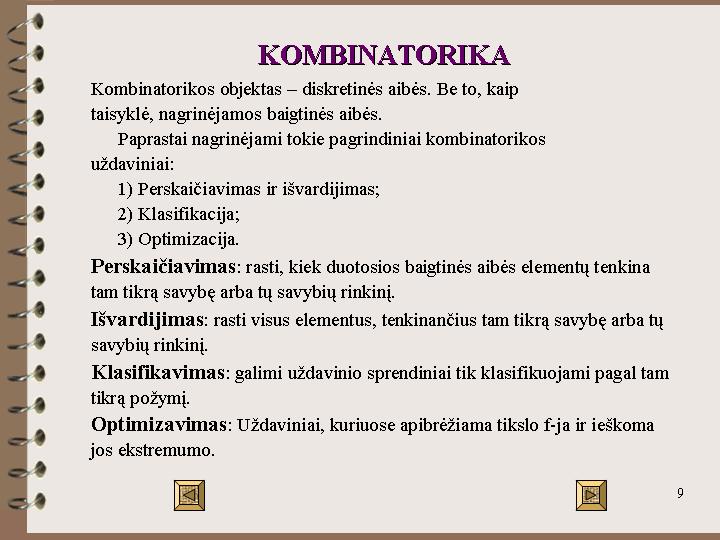 KOMBINATORIKA
Kombinatorikos objektas – diskretinės aibės. Be to, kaip
taisyklė, nagrinėjamos baigtinės aibės.
Paprastai nagrinėjami tokie pagrindiniai kombinatorikos
uždaviniai:
1) Perskaičiavimas ir išvardijimas;
2) Klasifikacija;
3) Optimizacija.
Perskaičiavimas: rasti, kiek duotosios baigtinės aibės elementų tenkina
tam tikrą savybę arba tų savybių rinkinį.
Išvardijimas: rasti visus elementus, tenkinančius tam tikrą savybę arba tų
savybių rinkinį.
Klasifikavimas: galimi uždavinio sprendiniai tik klasifikuojami pagal tam
tikrą požymį.
Optimizavimas: Uždaviniai, kuriuose apibrėžiama tikslo f-ja ir ieškoma
jos ekstremumo.
9